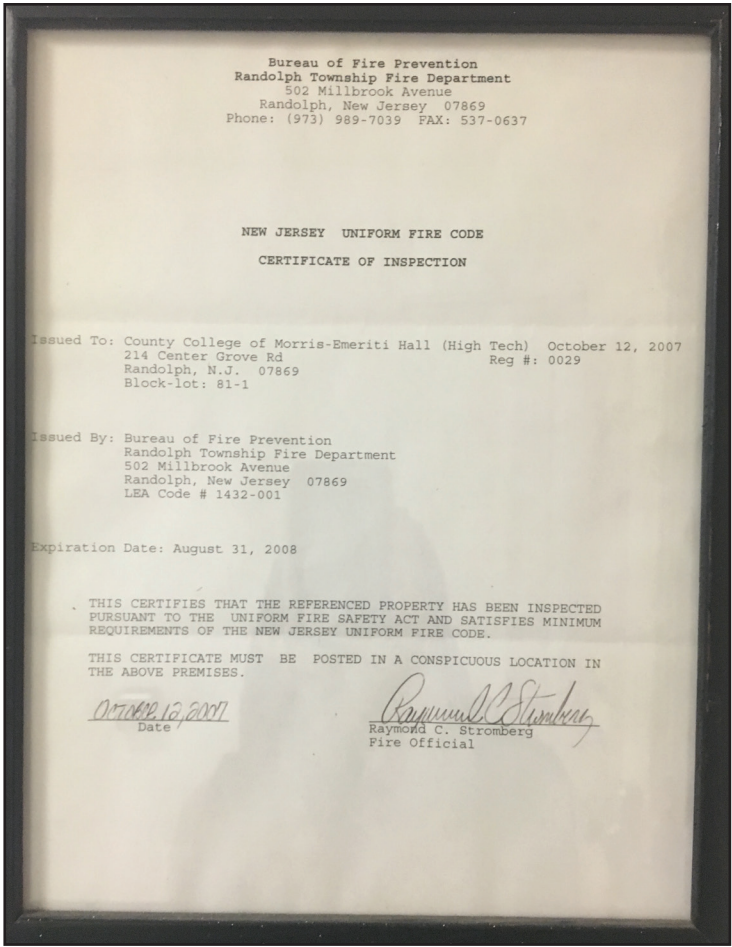 Bureau of Fire Prevention
Randolph Township Fire Department
502 Millbrook Avenue
Randolph, New Jersey 07869
Phone: (973) 989-7039 FAX: 537-0637
NEW JERSEY UNIFORM FIRE CODE
CERTIFICATE OF INSPECTION
Issued To: County College of Morris-Emeriti Hall (High Tech) October 12, 2007
214 Center Grove Rd Reg #: 0029
Randolph, N.J. 07869
Block-lot: 81-1
Issued By: Bureau of Fire Prevention
Randolph Township Fire Department
502 Millbrook Avenue
Randolph, New Jersey 07869
LEA Code # 1432-001
Expiration Date: August 31, 2008
THIS CERTIFIES THAT THE REFERENCED PROPERTY HAS BEEN INSPECTED
PURSUANT TO THE UNIFORM FIRE SAFETY ACT AND SATISFIES MINIMUM
REQUIREMENTS OF THE NEW JERSEY UNIFORM FIRE CODE.
THIS CERTIFICATE MUST BE POSTED IN A CONSPICUOUS LOCATION IN
THE ABOVE PREMISES.
OCTOBER 12, 2007 Raymond C Stromberg
Date Raymond C. Stromberg
Fire Official